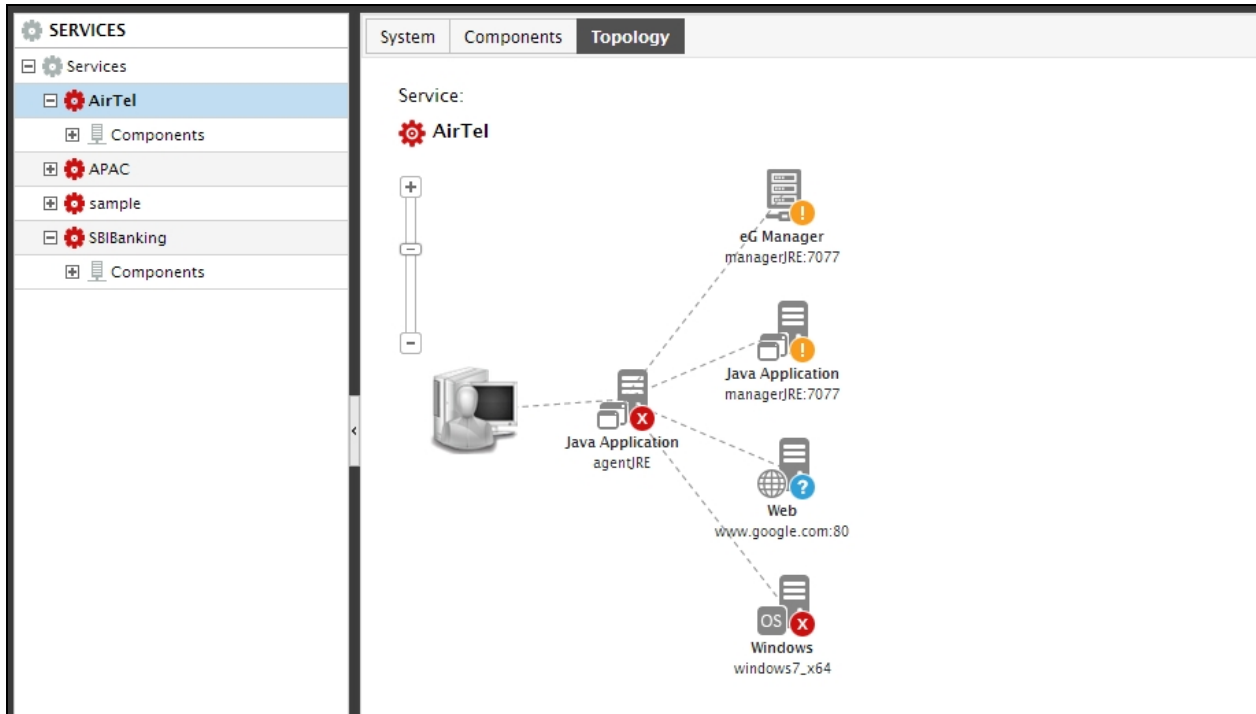 SERVICES
Services
AirTel
Components
APAC
sample
SBIBanking
Components
System Components Topology
Service:
AirTel
eG Manager
managerJRE:7077
Java Application
managerJRE:7077
Java Application
agentJRE
Web
www.google.com:80
OS
Windows
windows7_x64